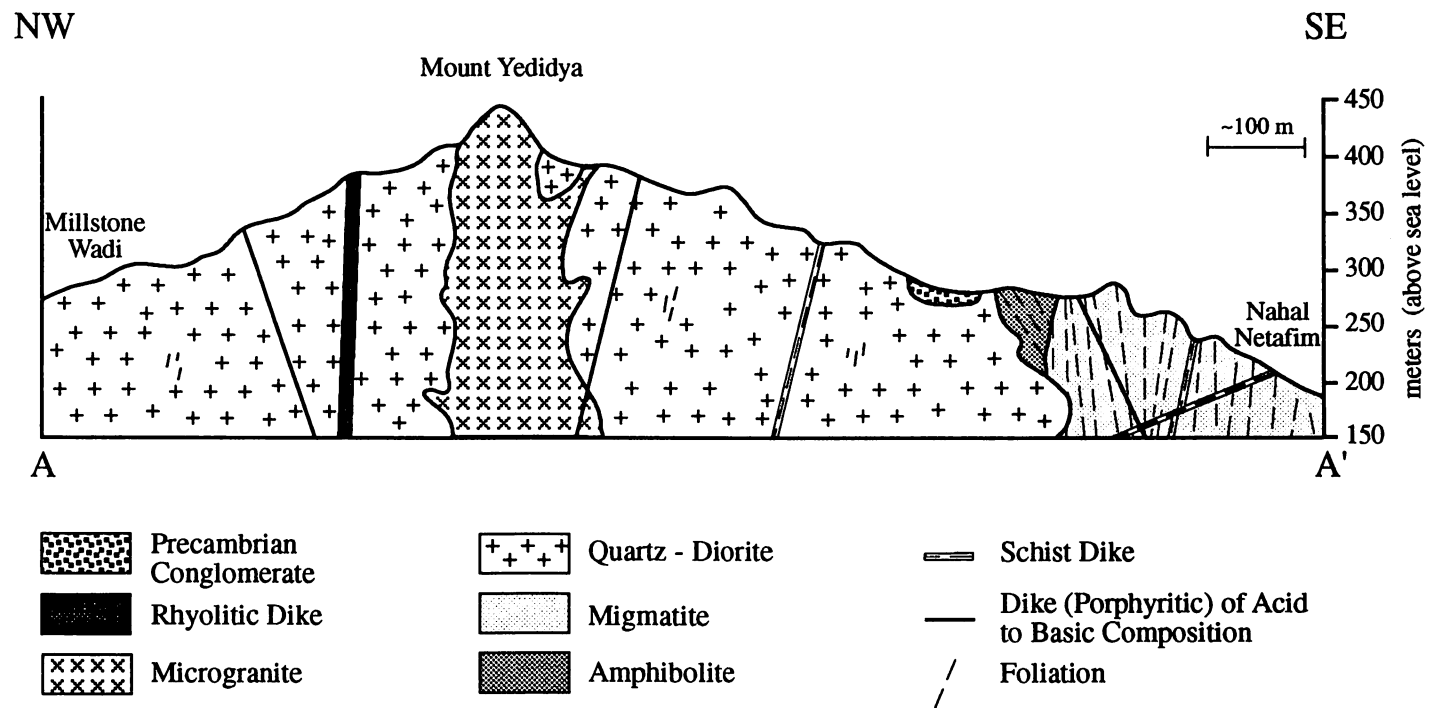 NW
SE
Mount Yedidya
450
~100 m
400
350
Millstone
Wadi
300
250
Nahal
Netafim
200
150
meters (above sea level)
A
A'
Precambrian
Conglomerate
Rhyolitic Dike
Microgranite
Quartz - Diorite
Migmatite
Amphibolite
Schist Dike
Dike (Porphyritic) of Acid
to Basic Composition
Foliation